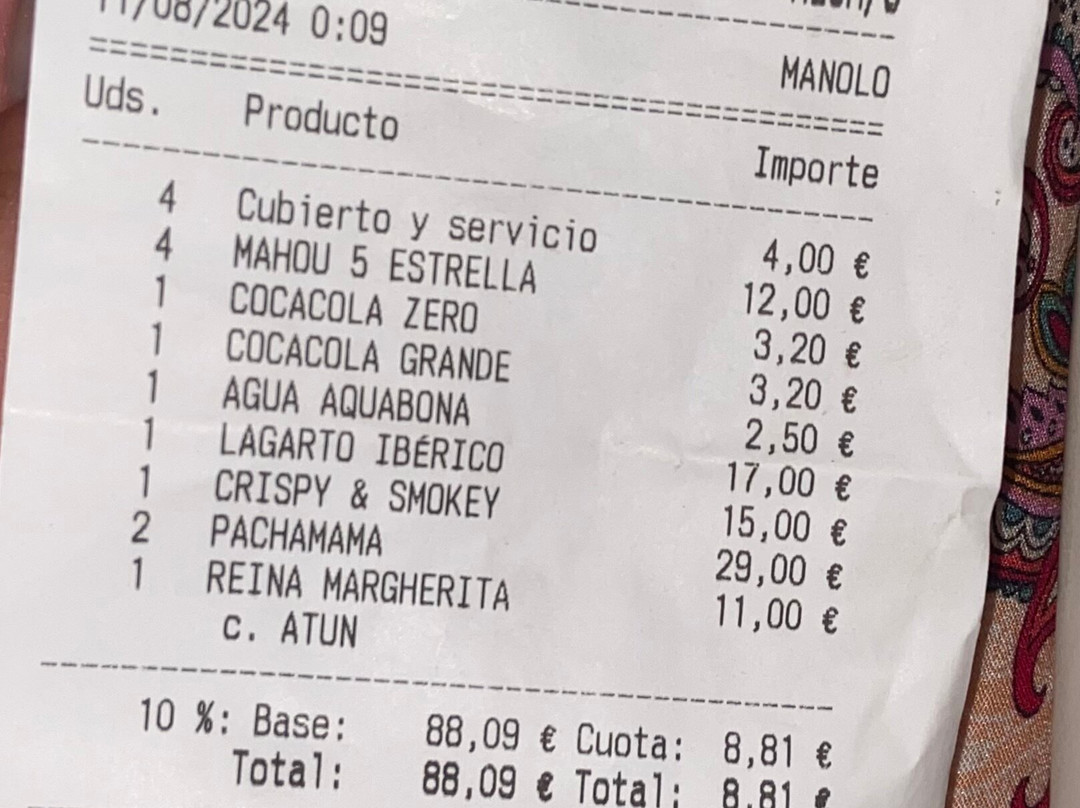 11/08/2024 0:09
MANOLO
Uds. Producto Importe
4 Cubierto y servicio 4,00 €
4 MAHOU 5 ESTRELLA 12,00 €
1 COCACOLA ZERO 3,20 €
1 COCACOLA GRANDE 3,20 €
1 AGUA AQUABONA 2,50 €
1 LAGARTO IBÉRICO 17,00 €
1 CRISPY & SMOKEY 15,00 €
2 PACHAMAMA 29,00 €
1 REINA MARGHERITA 11,00 €
c. ATUN
10 %: Base: 88,09 € Cuota: 8,81 €
Total: 88,09 € Total: 8,81 €